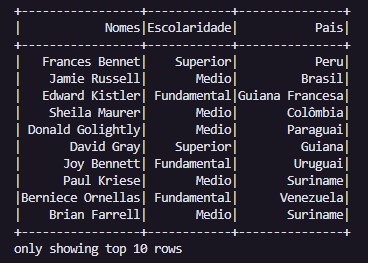 +-----------------+------------+---------------+
|            Nomes|Escolaridade|           Pais|
+-----------------+------------+---------------+
|   Frances Bennet|    Superior|           Peru|
|    Jamie Russell|       Medio|         Brasil|
|   Edward Kistler| Fundamental|Guiana Francesa|
|    Sheila Maurer|       Medio|       Colômbia|
| Donald Golightly|       Medio|       Paraguai|
|       David Gray|    Superior|         Guiana|
|      Joy Bennett| Fundamental|        Uruguai|
|      Paul Kriese|       Medio|       Suriname|
|Berniece Ornellas| Fundamental|      Venezuela|
|    Brian Farrell|       Medio|       Suriname|
+-----------------+------------+---------------+
only showing top 10 rows